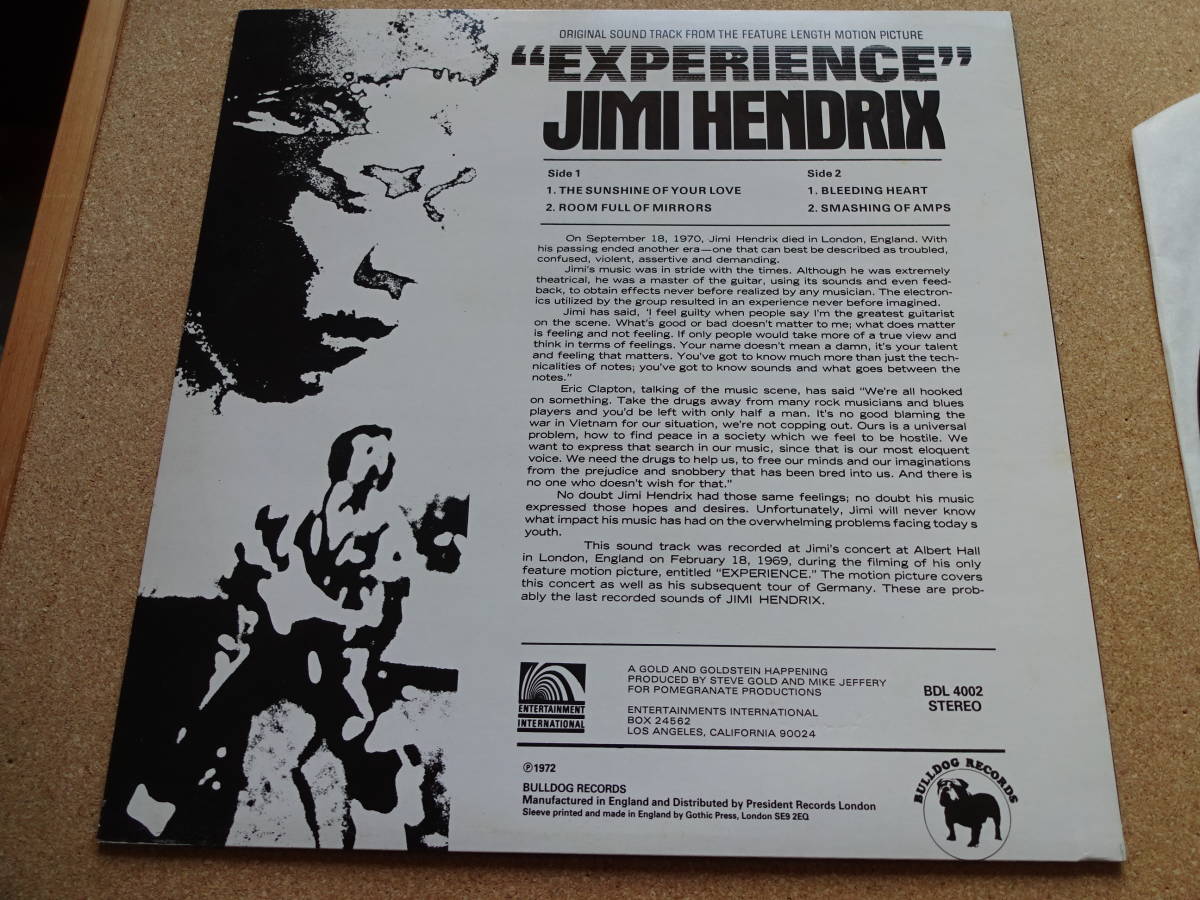 ORIGINAL SOUND TRACK FROM THE FEATURE LENGTH MOTION PICTURE
"EXPERIENCE"
JIMI HENDRIX
Side 1
1. THE SUNSHINE OF YOUR LOVE
2. ROOM FULL OF MIRRORS
Side 2
1. BLEEDING HEART
2. SMASHING OF AMPS
On September 18, 1970, Jimi Hendrix died in London, England. With
his passing ended another era—one that can best be described as troubled,
confused, violent, assertive and demanding.
Jimi's music was in stride with the times. Although he was extremely
theatrical, he was a master of the guitar, using its sounds and even feed-
back, to obtain effects never before realized by any musician. The electron-
ics utilized by the group resulted in an experience never before imagined.
Jimi has said, 'I feel guilty when people say I'm the greatest guitarist
on the scene. What's good or bad doesn't matter to me; what does matter
is feeling and not feeling. If only people would take more of a true view and
think in terms of feelings. Your name doesn't mean a damn, it's your talent
and feeling that matters. You've got to know much more than just the tech-
nicalities of notes; you've got to know sounds and what goes between the
notes."
Eric Clapton, talking of the music scene, has said "We're all hooked
on something. Take the drugs away from many rock musicians and blues
players and you'd be left with only half a man. It's no good blaming the
war in Vietnam for our situation, we're not copping out. Ours is a universal
problem, how to find peace in a society which we feel to be hostile. We
want to express that search in our music, since that is our most eloquent
voice. We need the drugs to help us, to free our minds and our imaginations
from the prejudice and snobbery that has been bred into us. And there is
no one who doesn't wish for that."
No doubt Jimi Hendrix had those same feelings; no doubt his music
expressed those hopes and desires. Unfortunately, Jimi will never know
what impact his music has had on the overwhelming problems facing today s
youth.
This sound track was recorded at Jimi's concert at Albert Hall
in London, England on February 18, 1969, during the filming of his only
feature motion picture, entitled "EXPERIENCE." The motion picture covers
this concert as well as his subsequent tour of Germany. These are prob-
ably the last recorded sounds of JIMI HENDRIX.
ENTERTAINMENT
INTERNATIONAL
A GOLD AND GOLDSTEIN HAPPENING
PRODUCED BY STEVE GOLD AND MIKE JEFFERY
FOR POMEGRANATE PRODUCTIONS
ENTERTAINMENTS INTERNATIONAL
BOX 24562
LOS ANGELES, CALIFORNIA 90024
BDL 4002
STEREO
℗1972
BULLDOG RECORDS
Manufactured in England and Distributed by President Records London
Sleeve printed and made in England by Gothic Press, London SE9 2EQ
BULLDOG RECORDS